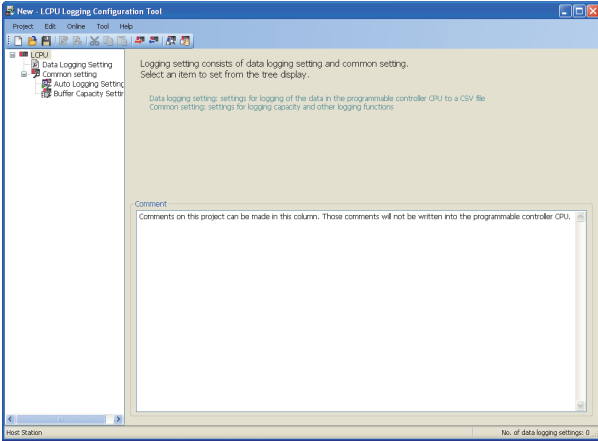 New - LCPU Logging Configuration Tool
Project Edit Online Tool Help
LCPU
Data Logging Setting
Common setting
Auto Logging Setting
Buffer Capacity Settin
Logging setting consists of data logging setting and common setting.
Select an item to set from the tree display.
Data logging setting: settings for logging of the data in the programmable controller CPU to a CSV file
Common setting: settings for logging capacity and other logging functions
Comment
Comments on this project can be made in this column. Those comments will not be written into the programmable controller CPU.
Host Station
No. of data logging settings: 0